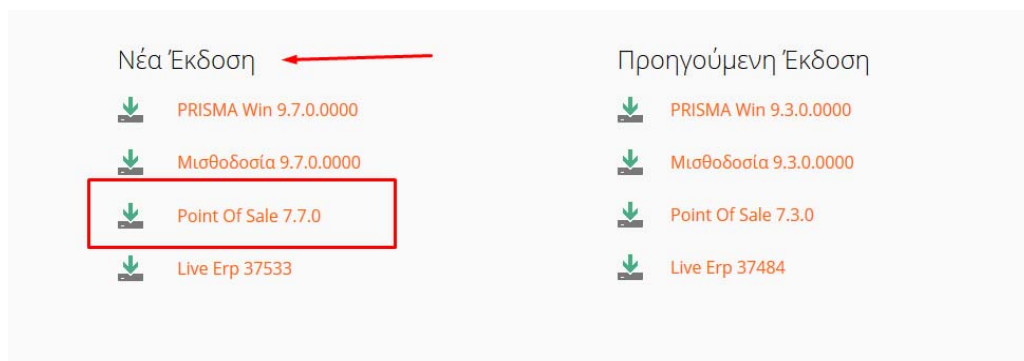 Νέα Έκδοση
PRISMA Win 9.7.0.0000
Μισθοδοσία 9.7.0.0000
Point Of Sale 7.7.0
Live Erp 37533
Προηγούμενη Έκδοση
PRISMA Win 9.3.0.0000
Μισθοδοσία 9.3.0.0000
Point Of Sale 7.3.0
Live Erp 37484